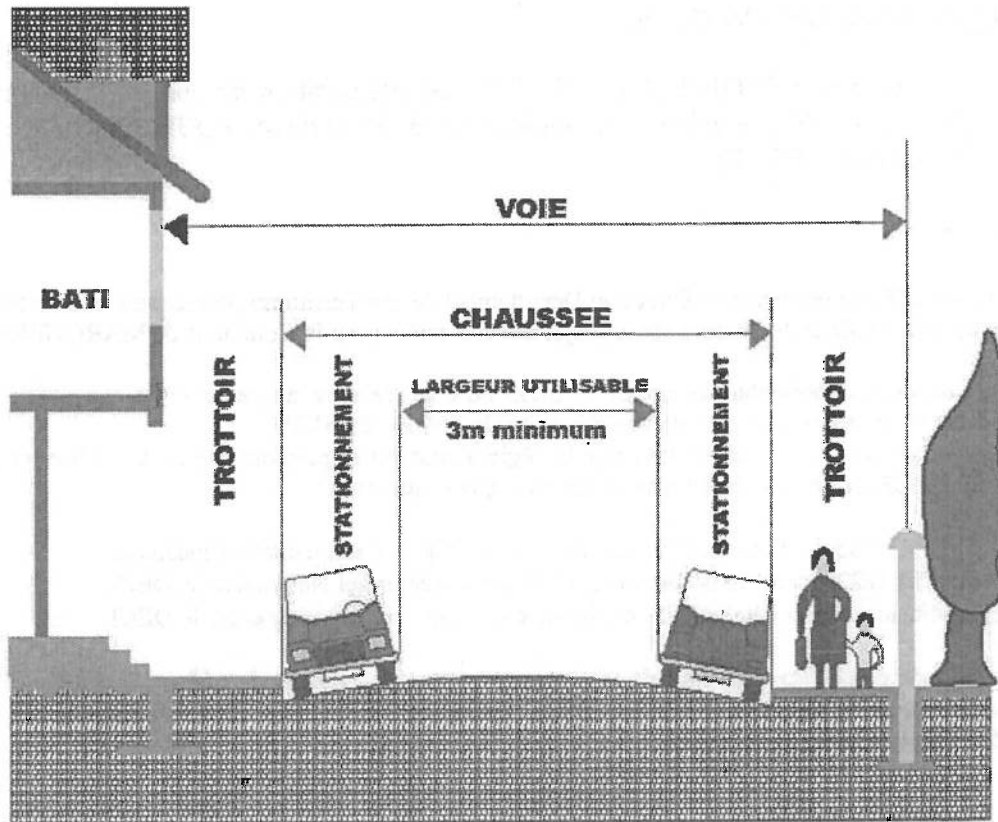 VOIE
BATI
CHAUSSEE
TROTTOIR
STATIONNEMENT
LARGEUR UTILISABLE
3m minimum
STATIONNEMENT
TROTTOIR